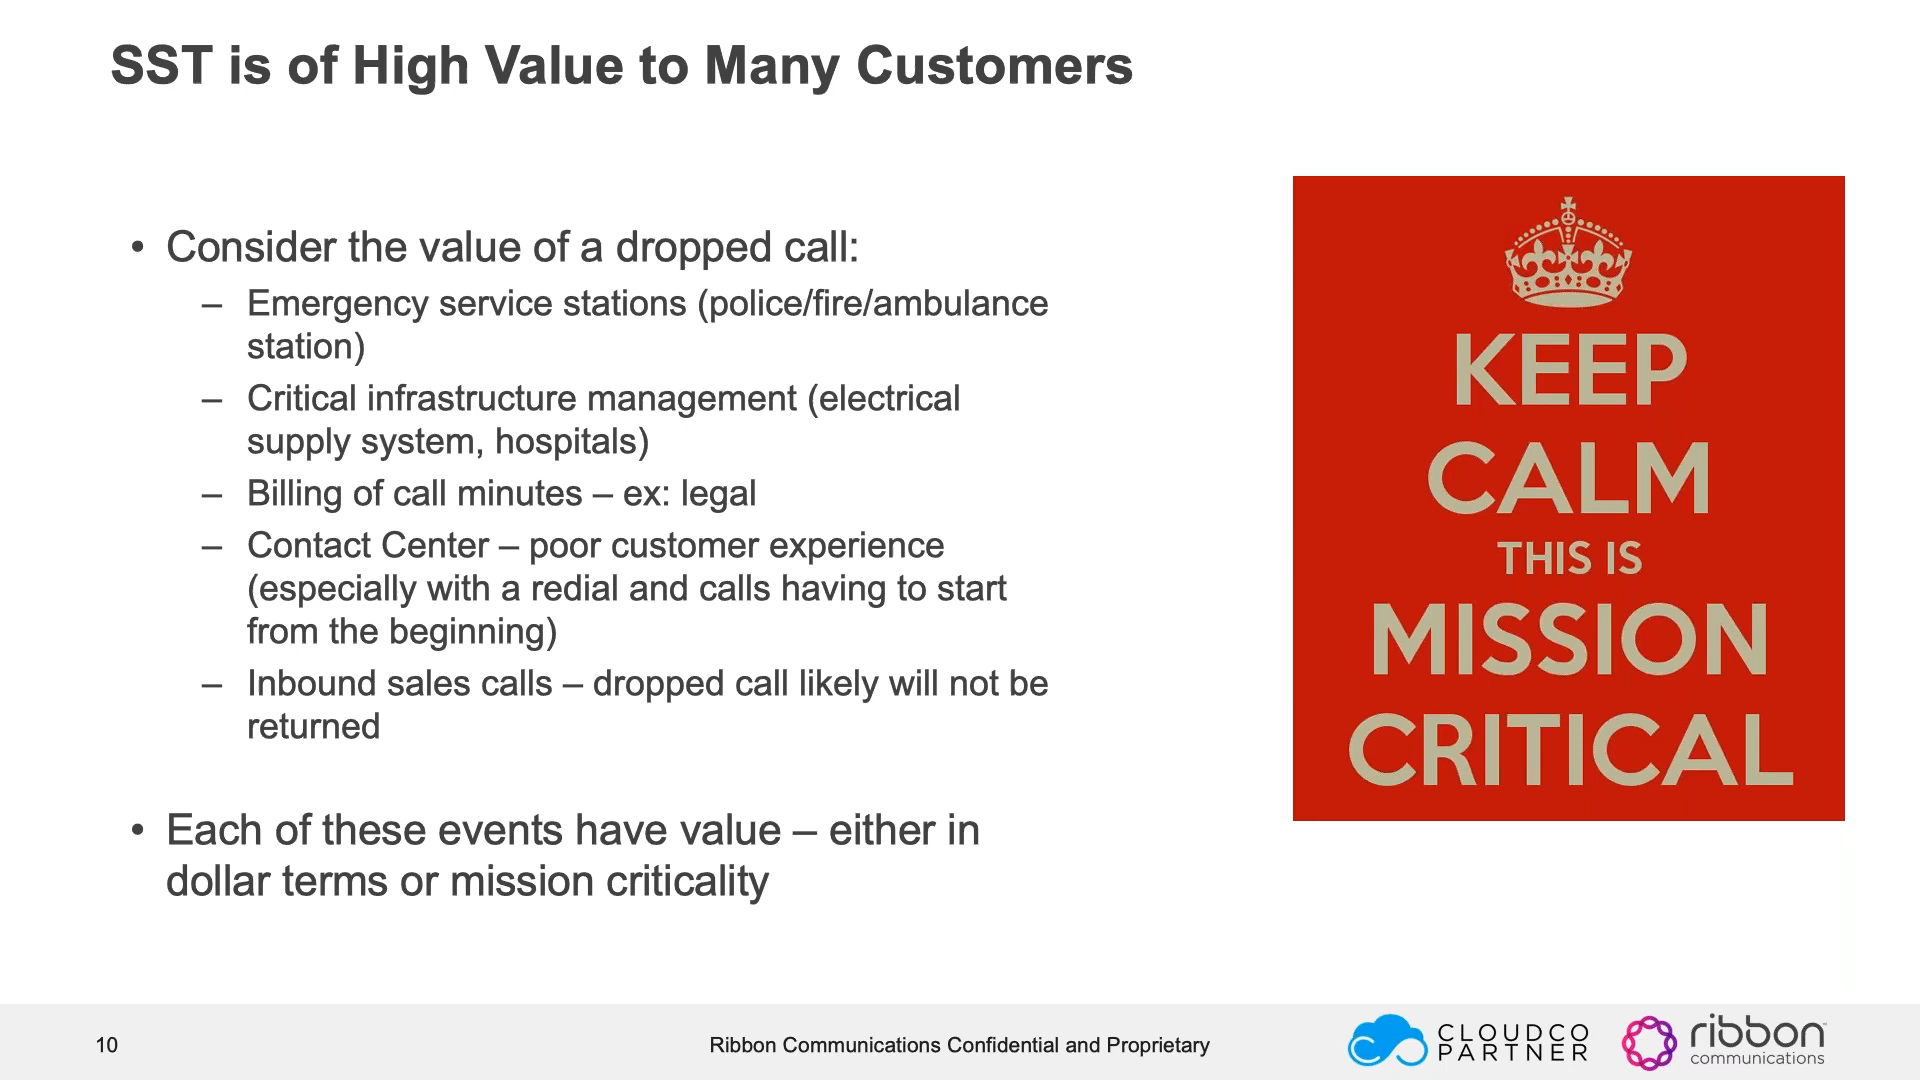 SST is of High Value to Many Customers
• Consider the value of a dropped call:
– Emergency service stations (police/fire/ambulance
station)
– Critical infrastructure management (electrical
supply system, hospitals)
– Billing of call minutes – ex: legal
– Contact Center – poor customer experience
(especially with a redial and calls having to start
from the beginning)
– Inbound sales calls – dropped call likely will not be
returned
• Each of these events have value – either in
dollar terms or mission criticality
KEEP
CALM
THIS IS
MISSION
CRITICAL
10
Ribbon Communications Confidential and Proprietary
CLOUDCO
PARTNER
ribbon
communications